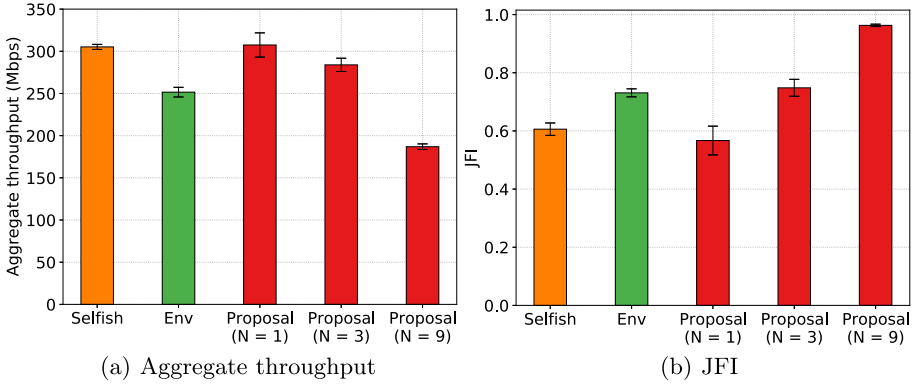 Aggregate throughput (Mbps)
350
300
250
200
150
100
50
0
Selfish
Env
Proposal
(N = 1)
Proposal
(N = 3)
Proposal
(N = 9)
(a) Aggregate throughput
JFI
1.0
0.8
0.6
0.4
0.2
0.0
Selfish
Env
Proposal
(N = 1)
Proposal
(N = 3)
Proposal
(N = 9)
(b) JFI